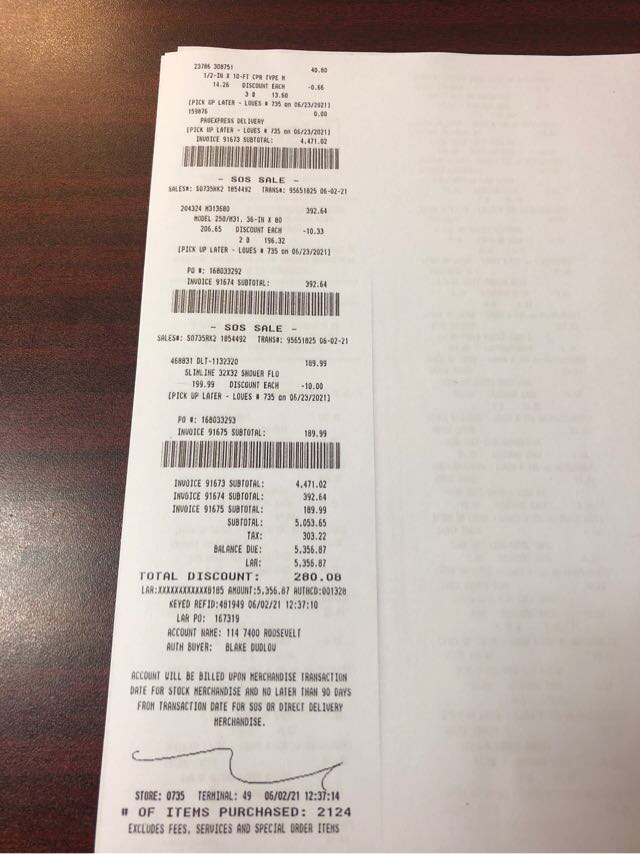 23786 308751 40.80
1/2-IN X 10-FT CPR TYPE M
14.26 DISCOUNT EACH -0.66
3 @ 13.60
[PICK UP LATER - LOWES # 735 on 06/23/2021]
159876 0.00
PROEXPRESS DELIVERY
[PICK UP LATER - LOWES # 735 on 06/23/2021]
INVOICE 91673 SUBTOTAL: 4,471.02
- SOS SALE -
SALES#: SO735RK2 1854492 TRANS#: 95651825 06-02-21
204324 M313680 392.64
MODEL 250/M31, 36-IN X 80
206.65 DISCOUNT EACH -10.33
2 @ 196.32
[PICK UP LATER - LOWES # 735 on 06/23/2021]
PO #: 168033292
INVOICE 91674 SUBTOTAL: 392.64
- SOS SALE -
SALES#: SO735RK2 1854492 TRANS#: 95651825 06-02-21
468831 DLT-1132320 189.99
SLIMLINE 32X32 SHOWER FLO
199.99 DISCOUNT EACH -10.00
[PICK UP LATER - LOWES # 735 on 06/23/2021]
PO #: 168033293
INVOICE 91675 SUBTOTAL: 189.99
INVOICE 91673 SUBTOTAL: 4,471.02
INVOICE 91674 SUBTOTAL: 392.64
INVOICE 91675 SUBTOTAL: 189.99
SUBTOTAL: 5,053.65
TAX: 303.22
BALANCE DUE: 5,356.87
LAR: 5,356.87
TOTAL DISCOUNT: 280.08
LAR:XXXXXXXXXXXX8185 AMOUNT:5,356.87 AUTHCD:001328
KEYED REFID:481949 06/02/21 12:37:10
LAR PO: 167319
ACCOUNT NAME: 114 7400 ROOSEVELT
AUTH BUYER: BLAKE DUDLOW
ACCOUNT WILL BE BILLED UPON MERCHANDISE TRANSACTION
DATE FOR STOCK MERCHANDISE AND NO LATER THAN 90 DAYS
FROM TRANSACTION DATE FOR SOS OR DIRECT DELIVERY
MERCHANDISE.
STORE: 0735 TERMINAL: 49 06/02/21 12:37:14
# OF ITEMS PURCHASED: 2124
EXCLUDES FEES, SERVICES AND SPECIAL ORDER ITEMS